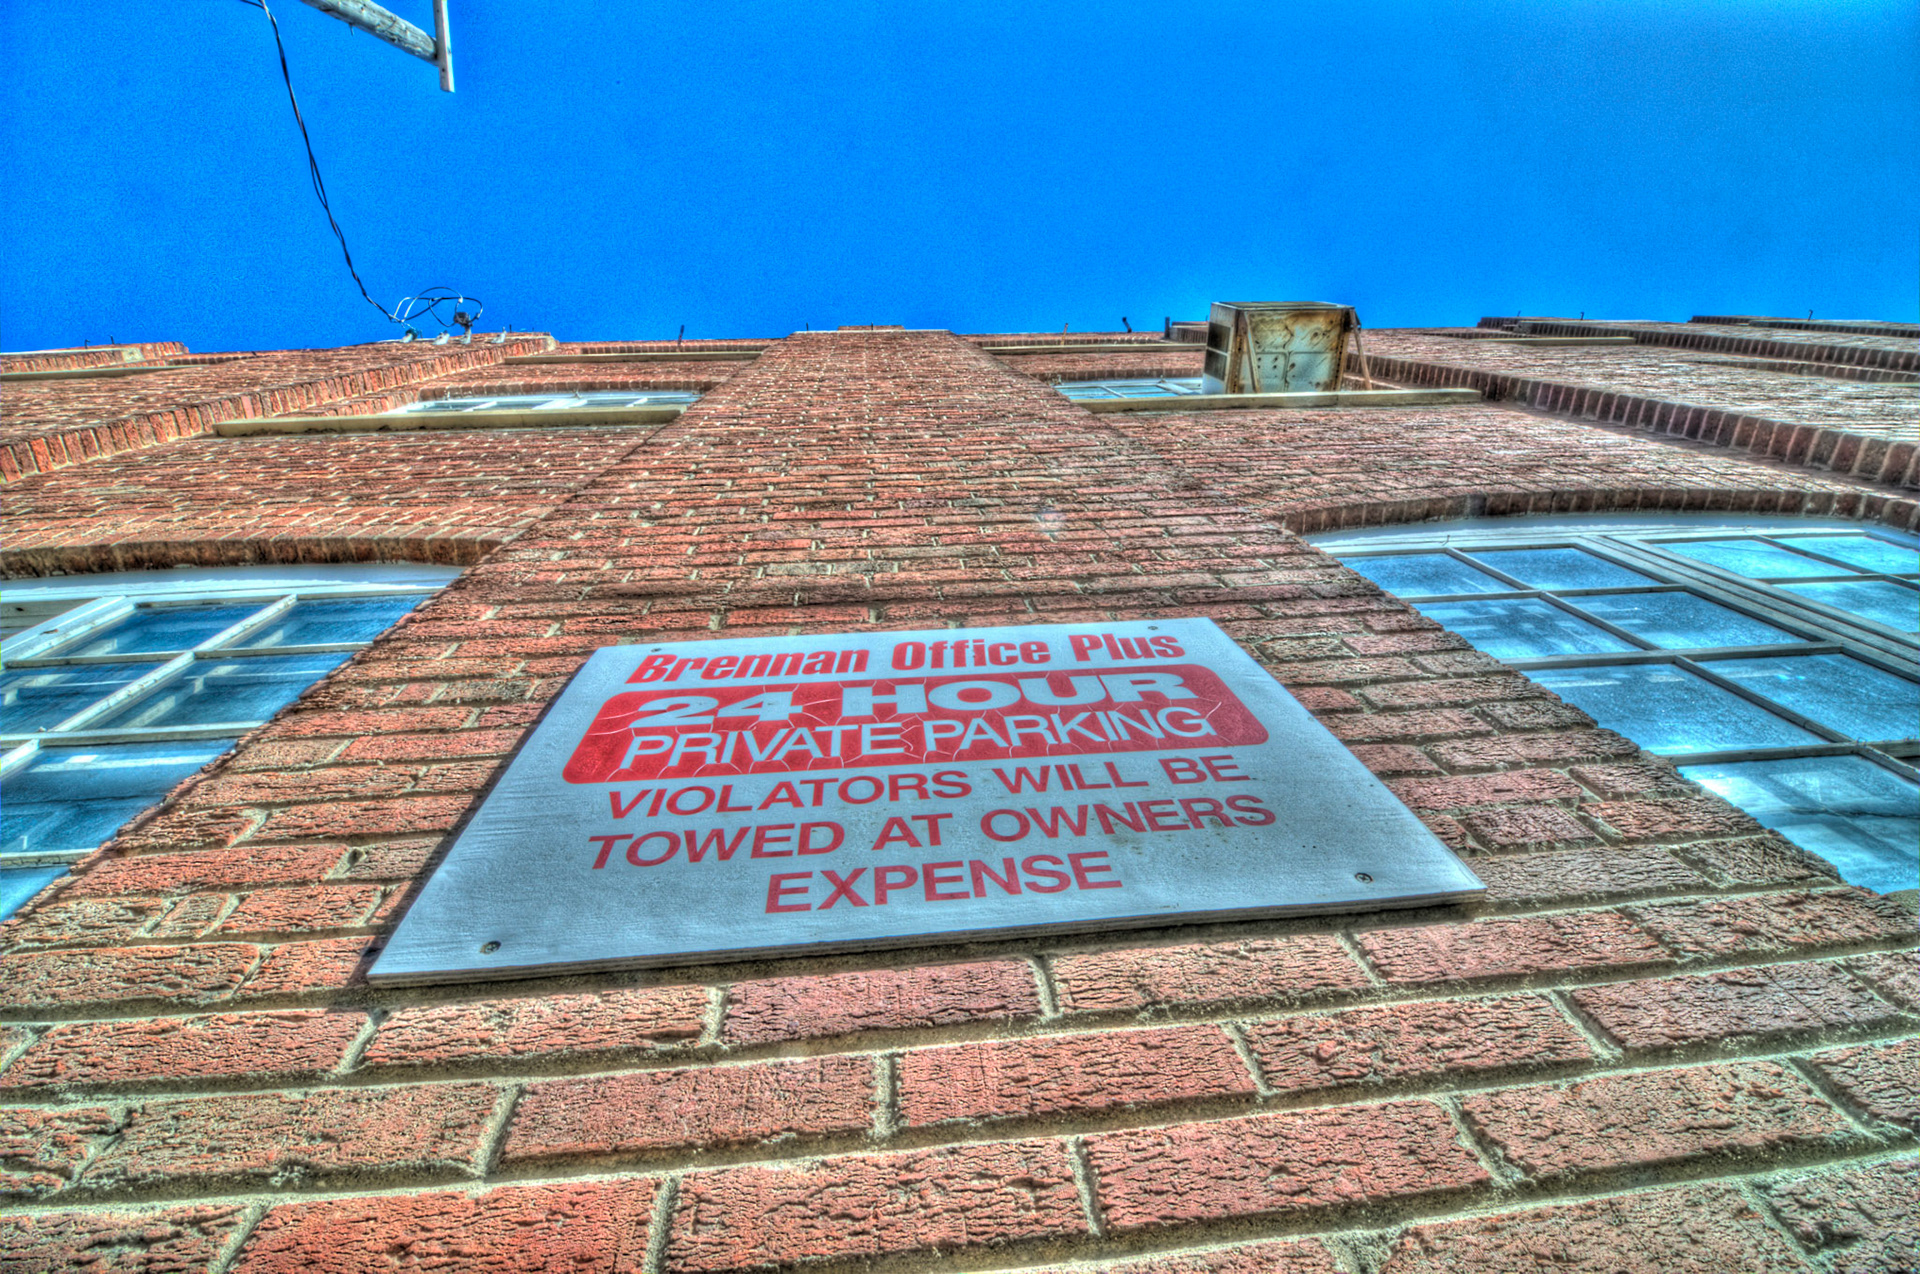 Brennan Office Plus
24 HOUR
PRIVATE PARKING
VIOLATORS WILL BE
TOWED AT OWNERS
EXPENSE